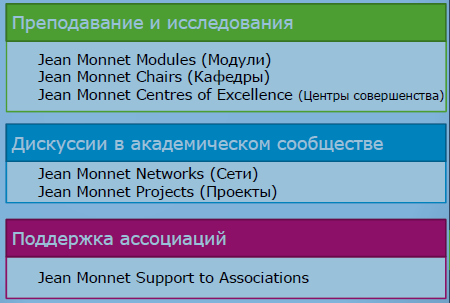 Преподавание и исследования
Jean Monnet Modules (Модули)
Jean Monnet Chairs (Кафедры)
Jean Monnet Centres of Excellence (Центры совершенства)
Дискуссии в академическом сообществе
Jean Monnet Networks (Сети)
Jean Monnet Projects (Проекты)
Поддержка ассоциаций
Jean Monnet Support to Associations